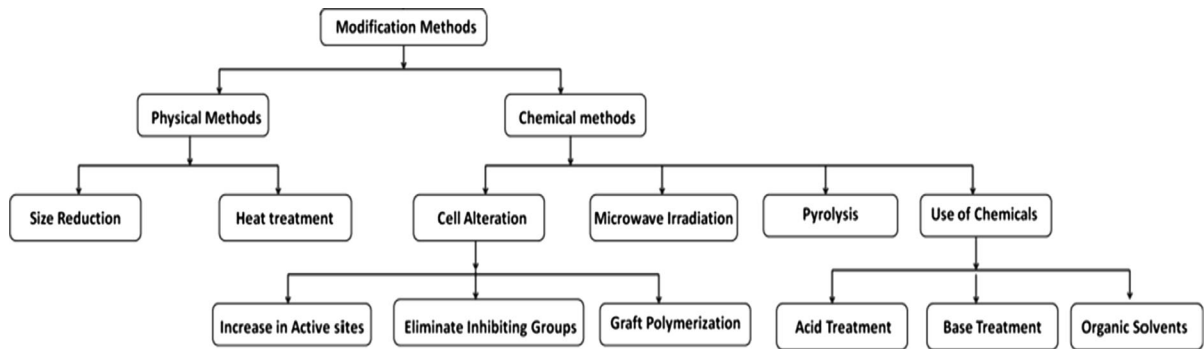 Modification Methods
Physical Methods
Chemical methods
Size Reduction
Heat treatment
Cell Alteration
Microwave Irradiation
Pyrolysis
Use of Chemicals
Increase in Active sites
Eliminate Inhibiting Groups
Graft Polymerization
Acid Treatment
Base Treatment
Organic Solvents